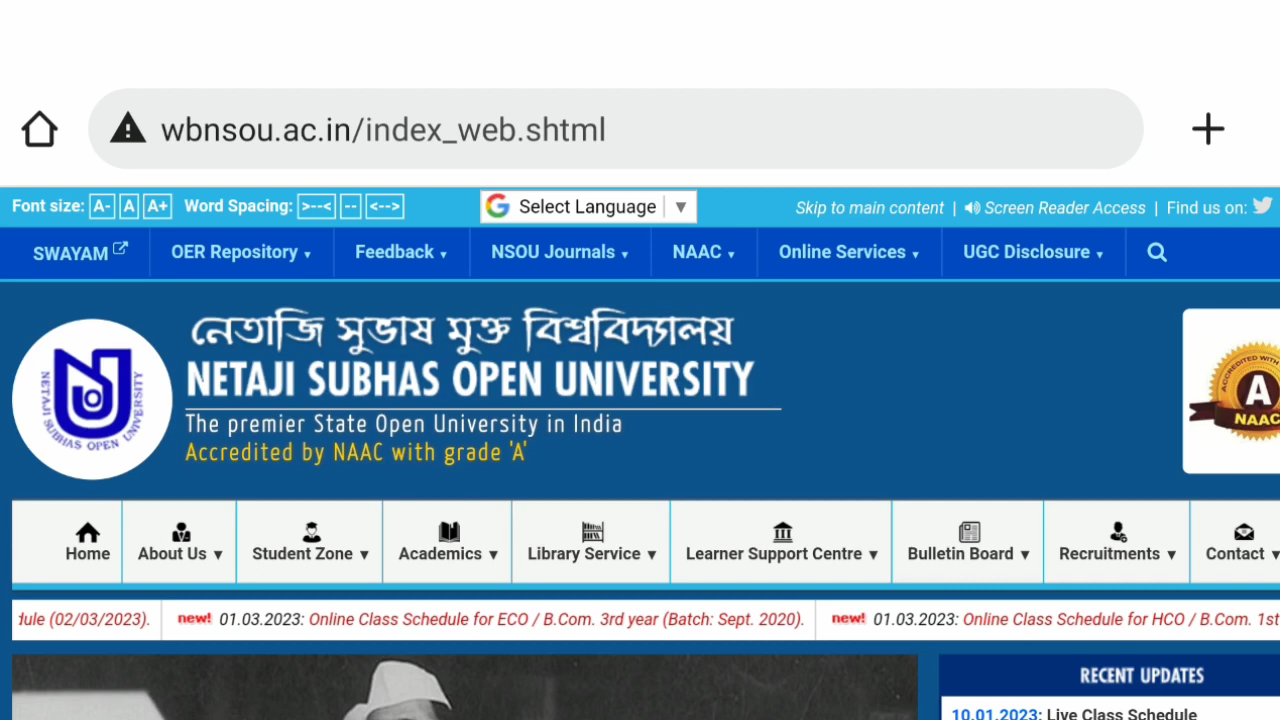 wbnsou.ac.in/index_web.shtml
Font size: A- A A+ Word Spacing: >--< -- <--> Select Language ▼ Skip to main content | Screen Reader Access | Find us on:
SWAYAM OER Repository ▼ Feedback ▼ NSOU Journals ▼ NAAC ▼ Online Services ▼ UGC Disclosure ▼
নেতাজি সুভাষ মুক্ত বিশ্ববিদ্যালয়
NETAJI SUBHAS OPEN UNIVERSITY
The premier State Open University in India
Accredited by NAAC with grade 'A'
NETAJI SUBHAS OPEN UNIVERSITY
ACCREDITED WITH
A
NAAC
Home About Us ▼ Student Zone ▼ Academics ▼ Library Service ▼ Learner Support Centre ▼ Bulletin Board ▼ Recruitments ▼ Contact ▼
dule (02/03/2023). new! 01.03.2023: Online Class Schedule for ECO / B.Com. 3rd year (Batch: Sept. 2020). new! 01.03.2023: Online Class Schedule for HCO / B.Com. 1st
RECENT UPDATES
10.01.2023: Live Class Schedule